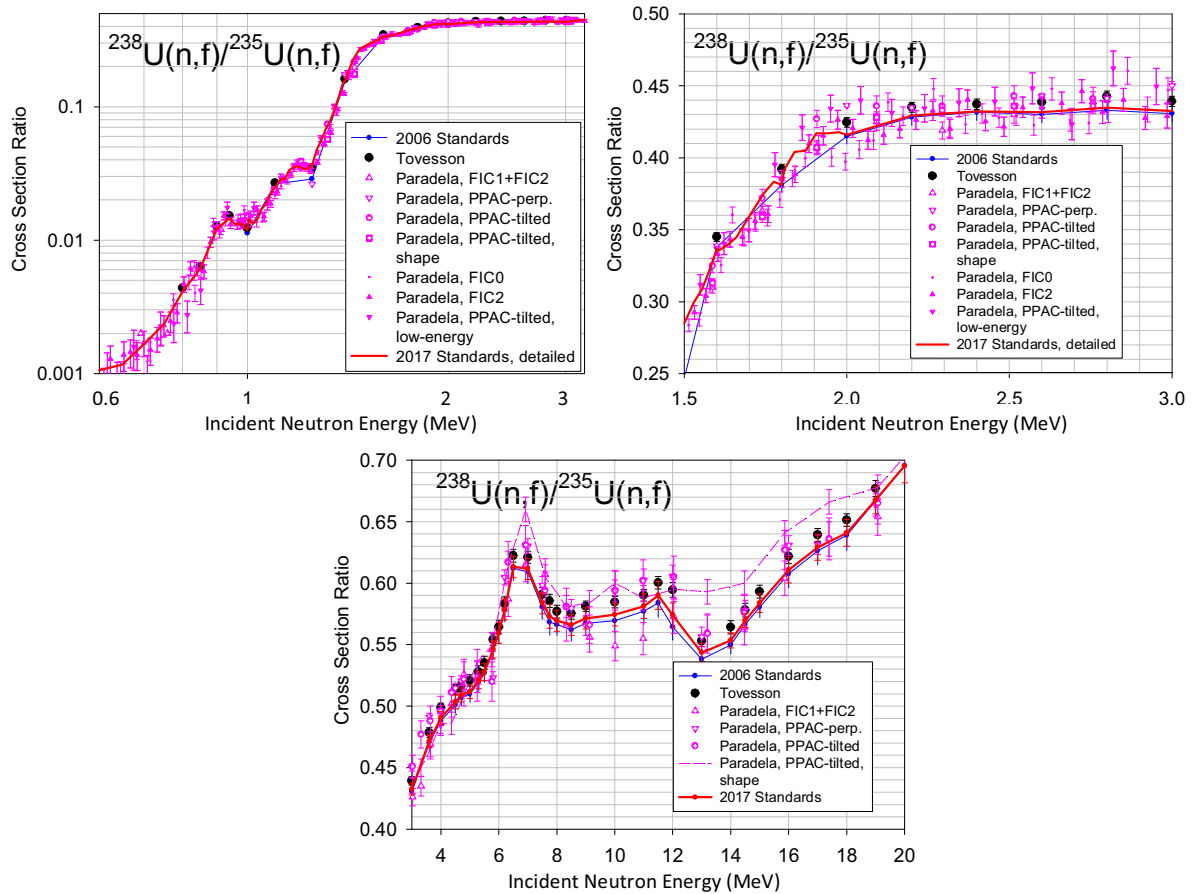 238U(n,f)/235U(n,f)
Cross Section Ratio
0.1
0.01
0.001
2006 Standards
Tovesson
Paradela, FIC1+FIC2
Paradela, PPAC-perp.
Paradela, PPAC-tilted
Paradela, PPAC-tilted,
shape
Paradela, FIC0
Paradela, FIC2
Paradela, PPAC-tilted,
low-energy
2017 Standards, detailed
0.6 0.8 1 2 3
Incident Neutron Energy (MeV)
238U(n,f)/235U(n,f)
Cross Section Ratio
0.50
0.45
0.40
0.35
0.30
0.25
2006 Standards
Tovesson
Paradela, FIC1+FIC2
Paradela, PPAC-perp.
Paradela, PPAC-tilted
Paradela, PPAC-tilted,
shape
Paradela, FIC0
Paradela, FIC2
Paradela, PPAC-tilted,
low-energy
2017 Standards, detailed
1.5 2.0 2.5 3.0
Incident Neutron Energy (MeV)
238U(n,f)/235U(n,f)
Cross Section Ratio
0.70
0.65
0.60
0.55
0.50
0.45
0.40
2006 Standards
Tovesson
Paradela, FIC1+FIC2
Paradela, PPAC-perp.
Paradela, PPAC-tilted
Paradela, PPAC-tilted,
shape
2017 Standards
4 6 8 10 12 14 16 18 20
Incident Neutron Energy (MeV)